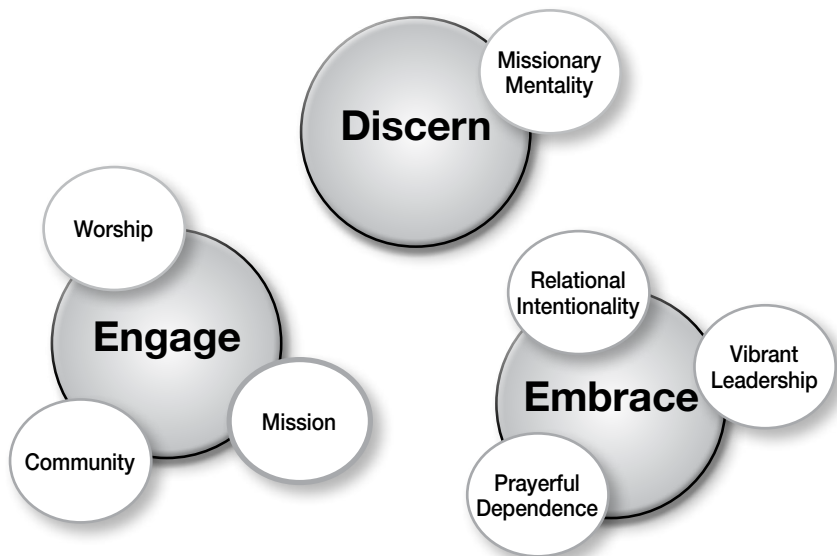 Discern
Missionary
Mentality
Engage
Worship
Community
Mission
Embrace
Relational
Intentionality
Vibrant
Leadership
Prayerful
Dependence